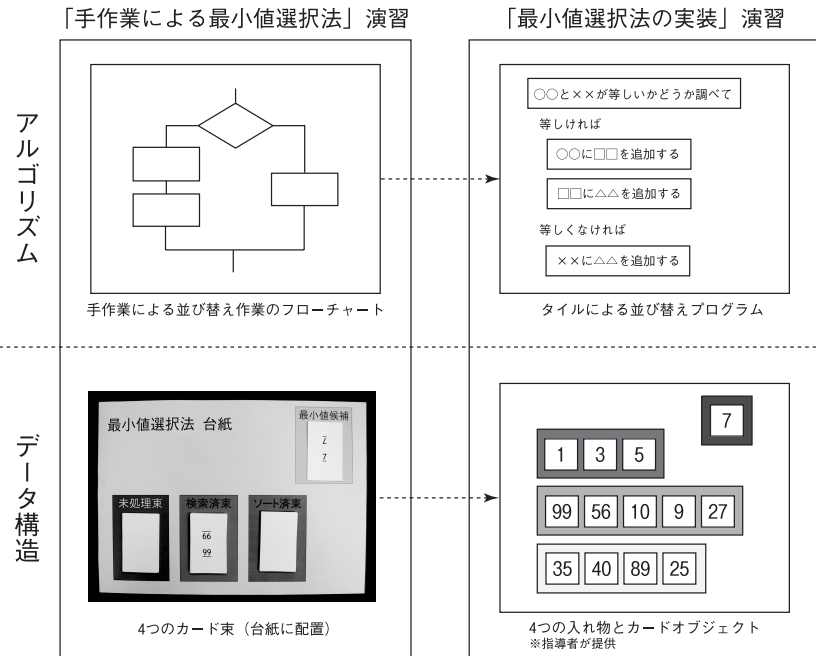 「手作業による最小値選択法」演習
「最小値選択法の実装」演習
アルゴリズム
○○と××が等しいかどうか調べて
等しければ
○○に□□を追加する
□□に△△を追加する
等しくなければ
××に△△を追加する
手作業による並び替え作業のフローチャート
タイルによる並び替えプログラム
データ構造
最小値選択法 台紙
最小値候補
7
7
未処理束
検索済束
ソート済束
66
99
4つのカード束（台紙に配置）
7
1 3 5
99 56 10 9 27
35 40 89 25
4つの入れ物とカードオブジェクト
※指導者が提供